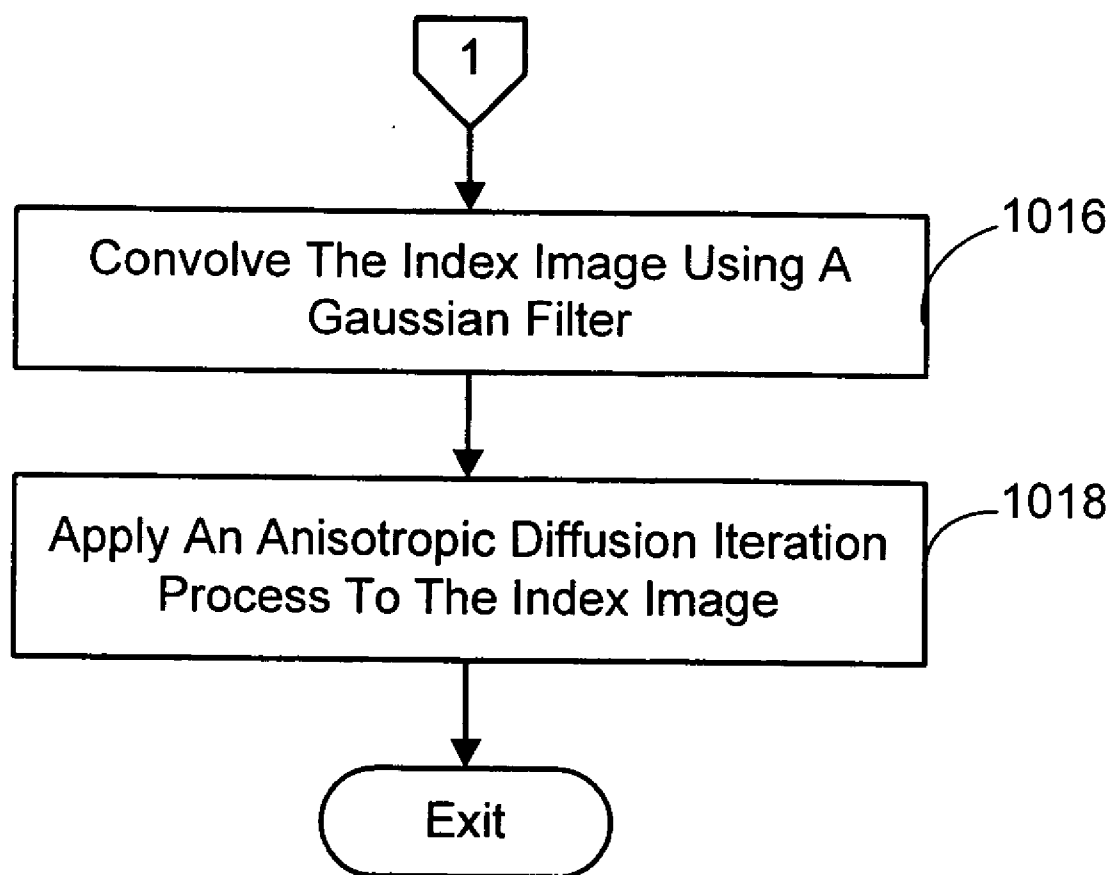 1
1016
Convolve The Index Image Using A
Gaussian Filter
1018
Apply An Anisotropic Diffusion Iteration
Process To The Index Image
Exit